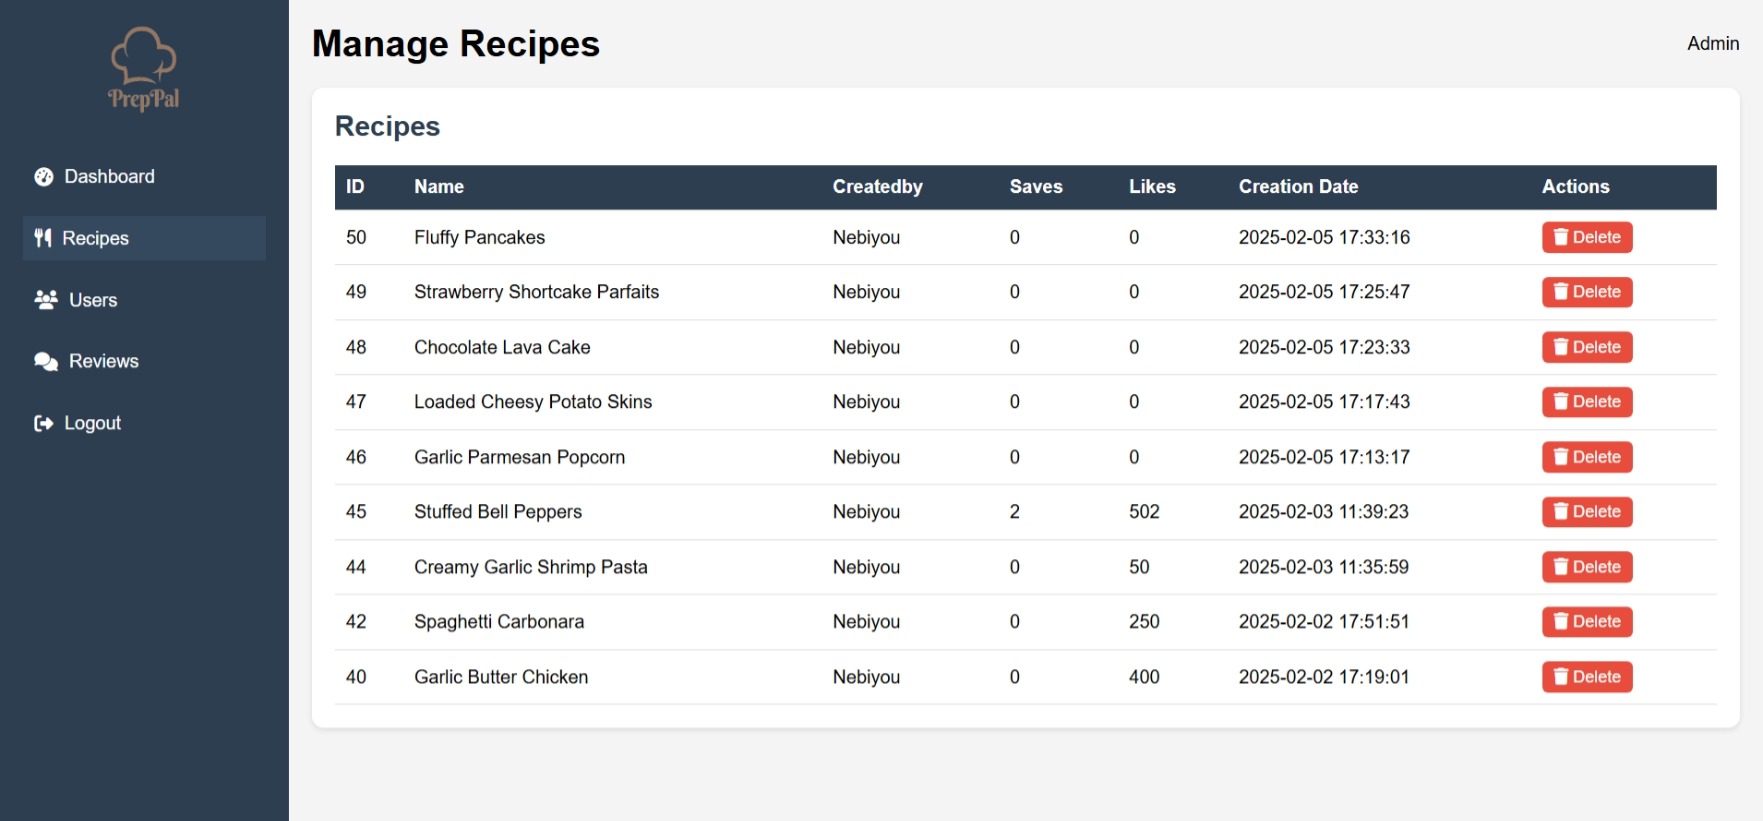 PrepPal
Dashboard
Recipes
Users
Reviews
Logout
Manage Recipes
Admin
Recipes
ID Name Createdby Saves Likes Creation Date Actions
50 Fluffy Pancakes Nebiyou 0 0 2025-02-05 17:33:16 Delete
49 Strawberry Shortcake Parfaits Nebiyou 0 0 2025-02-05 17:25:47 Delete
48 Chocolate Lava Cake Nebiyou 0 0 2025-02-05 17:23:33 Delete
47 Loaded Cheesy Potato Skins Nebiyou 0 0 2025-02-05 17:17:43 Delete
46 Garlic Parmesan Popcorn Nebiyou 0 0 2025-02-05 17:13:17 Delete
45 Stuffed Bell Peppers Nebiyou 2 502 2025-02-03 11:39:23 Delete
44 Creamy Garlic Shrimp Pasta Nebiyou 0 50 2025-02-03 11:35:59 Delete
42 Spaghetti Carbonara Nebiyou 0 250 2025-02-02 17:51:51 Delete
40 Garlic Butter Chicken Nebiyou 0 400 2025-02-02 17:19:01 Delete